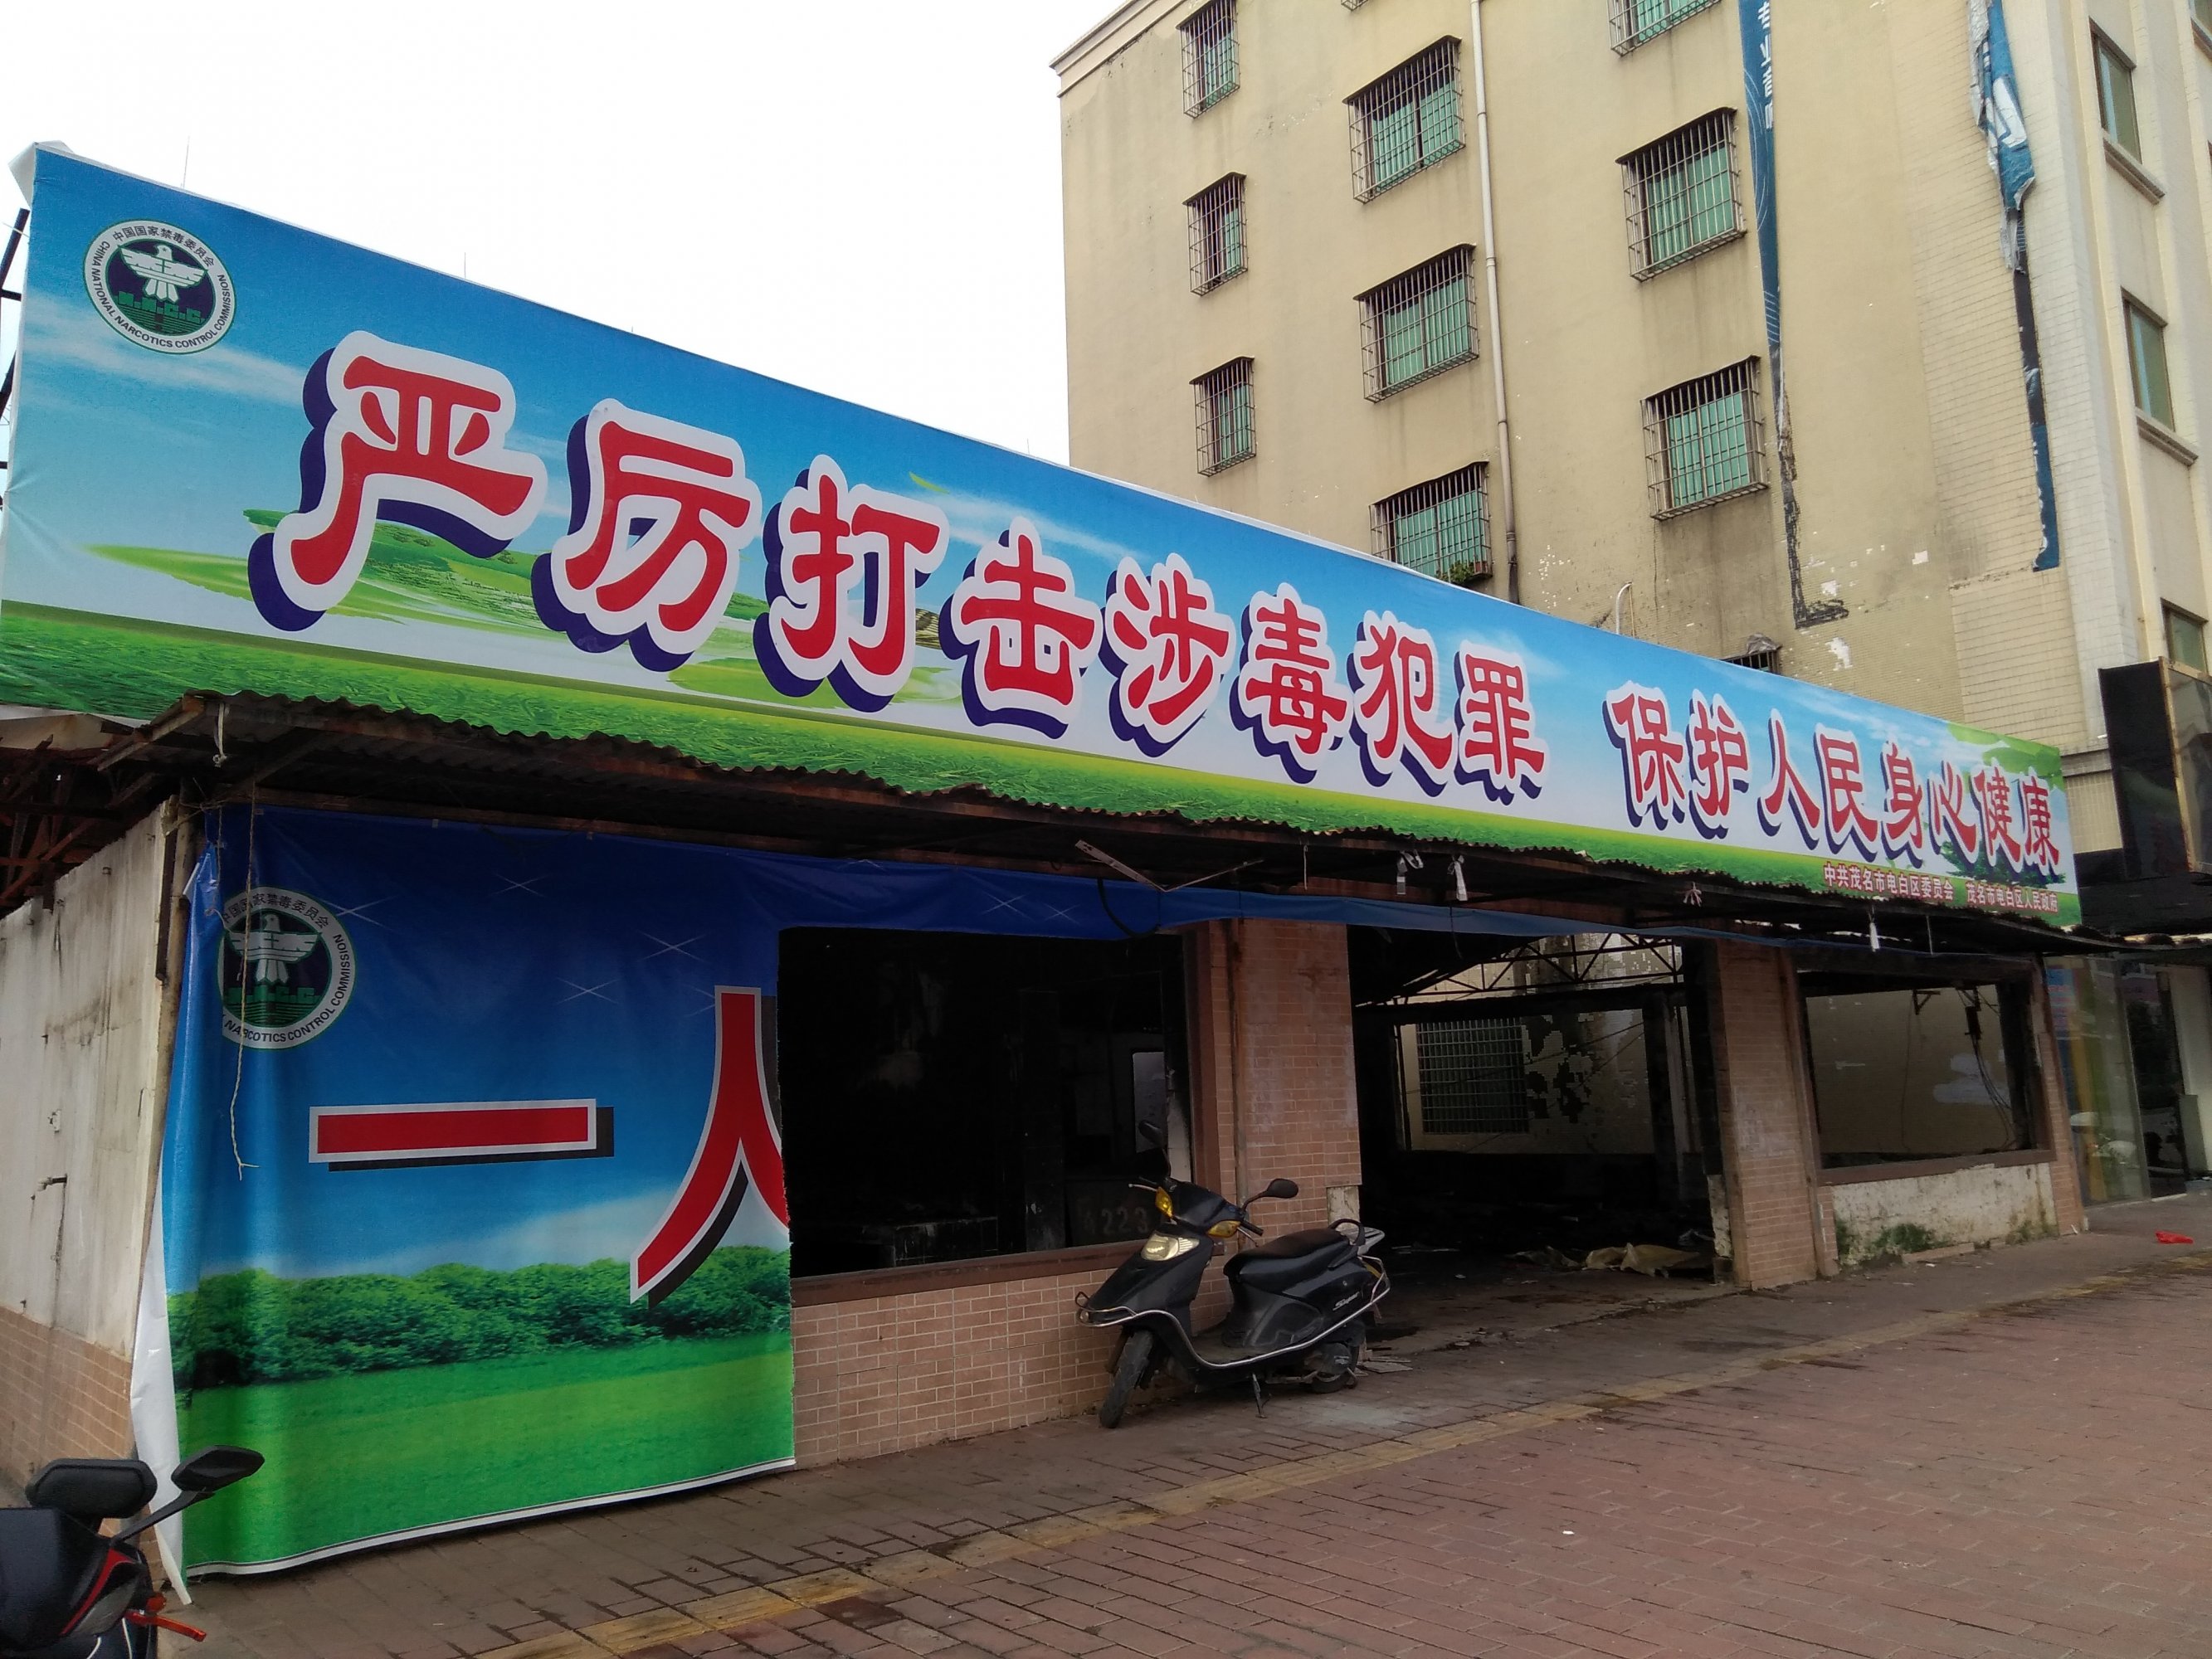 中国国家禁毒委员会
CHINA NATIONAL NARCOTICS CONTROL COMMISSION
严厉打击涉毒犯罪 保护人民身心健康
中共茂名市电白区委员会 茂名市电白区人民政府
国家禁毒委员会
NARCOTICS CONTROL COMMISSION
一人